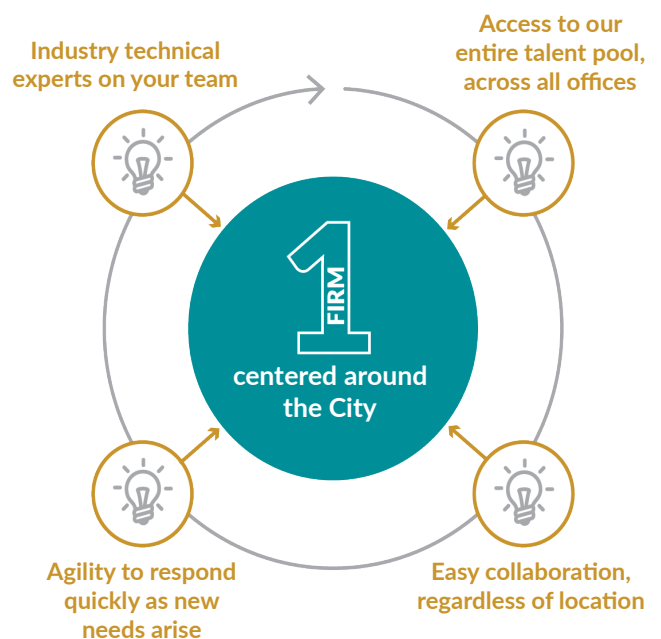 Industry technical
experts on your team
Access to our
entire talent pool,
across all offices
1
FIRM
centered around
the City
Agility to respond
quickly as new
needs arise
Easy collaboration,
regardless of location